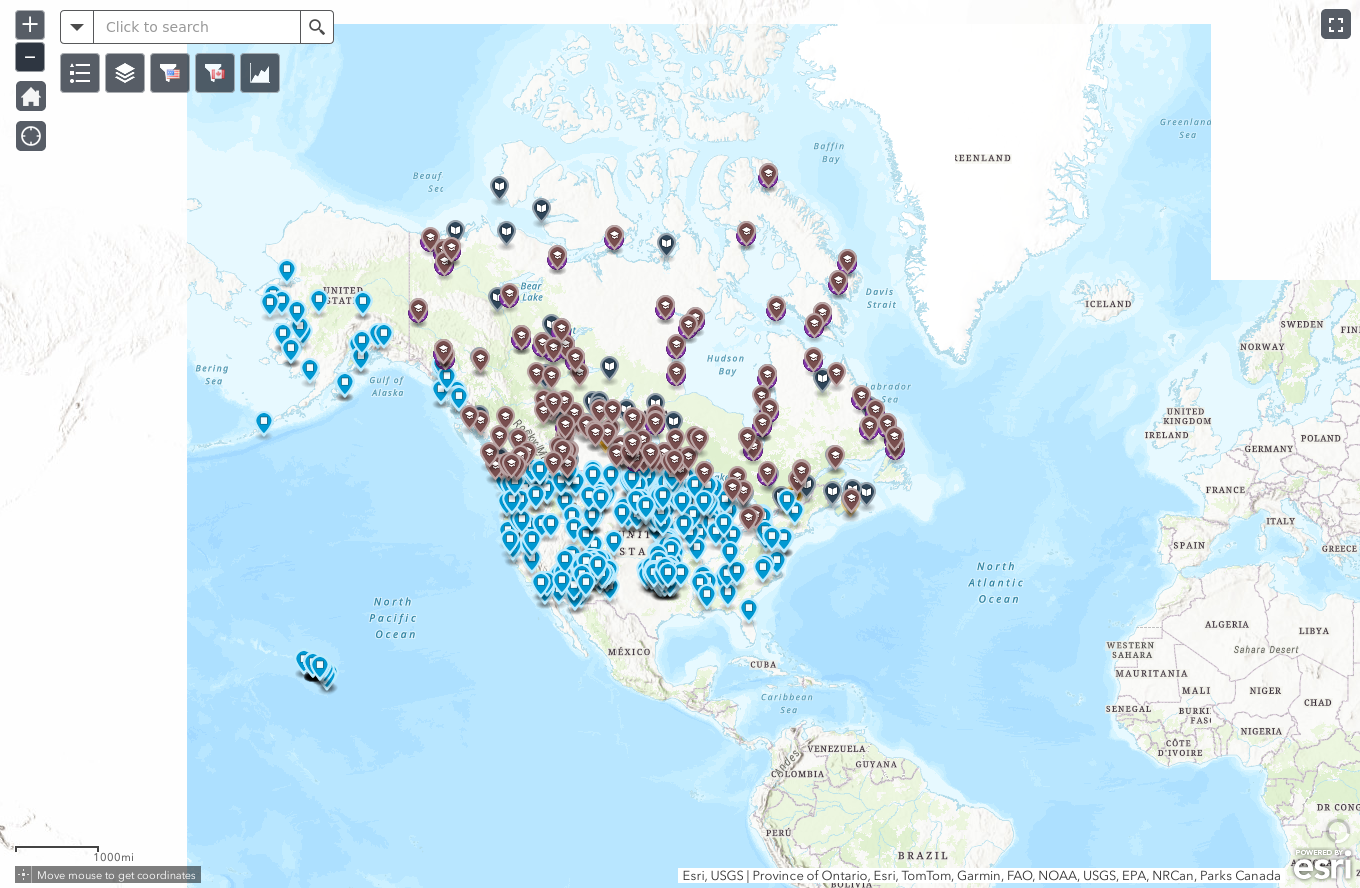 +
Click to search
−
Greenland
Sea
Baffin
Bay
Beauf
Sea
REENLAND
Bear
Lake
UNITED
STAT
Davis
Strait
ICELAND
SWEDEN
FIN
NORWAY
Hudson
Bay
Bering
Sea
Gulf of
Alaska
Labrador
Sea
UNITED
KINGDOM
IRELAND
POLAND
GERMANY
FRANCE
ITALY
SPAIN
GREECE
STA
North
Atlantic
Ocean
North
Pacific
Ocean
ALGERIA
LIBYA
WESTERN
SAHARA
Sahara Desert
MÉXICO
CUBA
MAURITANIA
Caribbean
Sea
MALI
NIGER
CHAD
SENEGAL
BURKI
FAS
NIGERIA
CÔTE
D'IVOIRE
VENEZUELA
GUYANA
Andes
COLOMBIA
DR CONG
PERÚ
BRAZIL
BOLIVIA
1000mi
Move mouse to get coordinates
POWERED BY
esri
Esri, USGS | Province of Ontario, Esri, TomTom, Garmin, FAO, NOAA, USGS, EPA, NRCan, Parks Canada